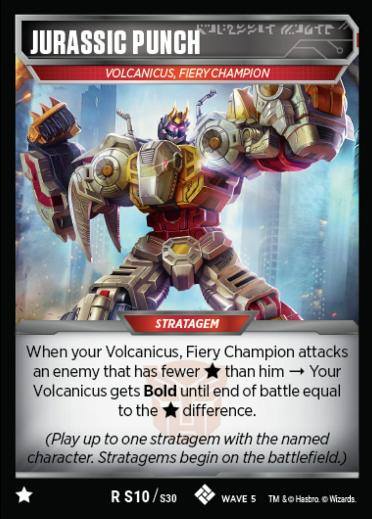 JURASSIC PUNCH
VOLCANICUS, FIERY CHAMPION
STRATAGEM
When your Volcanicus, Fiery Champion attacks
an enemy that has fewer ★ than him → Your
Volcanicus gets Bold until end of battle equal
to the ★ difference.
(Play up to one stratagem with the named
character. Stratagems begin on the battlefield.)
★ R S10/S30 WAVE 5 TM & © Hasbro. © Wizards.